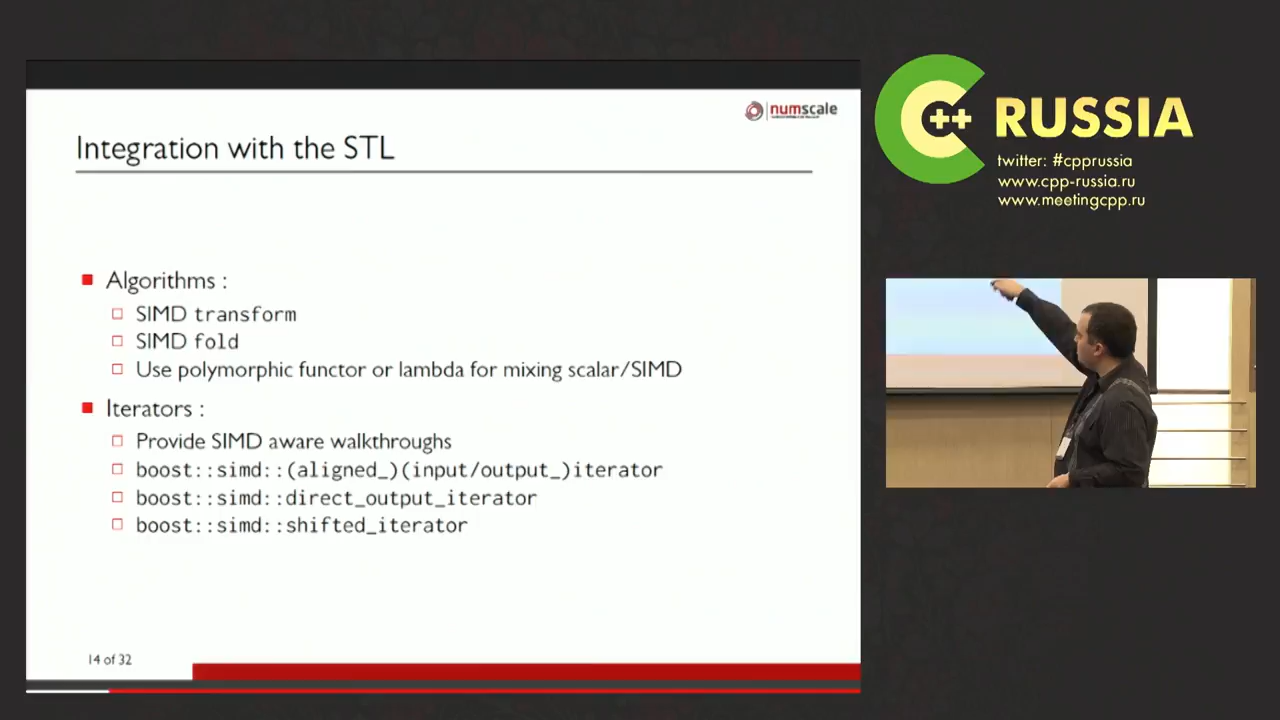 numscale
Integration with the STL
Algorithms :
SIMD transform
SIMD fold
Use polymorphic functor or lambda for mixing scalar/SIMD
Iterators :
Provide SIMD aware walkthroughs
boost::simd::(aligned_)(input/output_)iterator
boost::simd::direct_output_iterator
boost::simd::shifted_iterator
14 of 32
C++ RUSSIA
twitter: #cpprussia
www.cpp-russia.ru
www.meetingcpp.ru